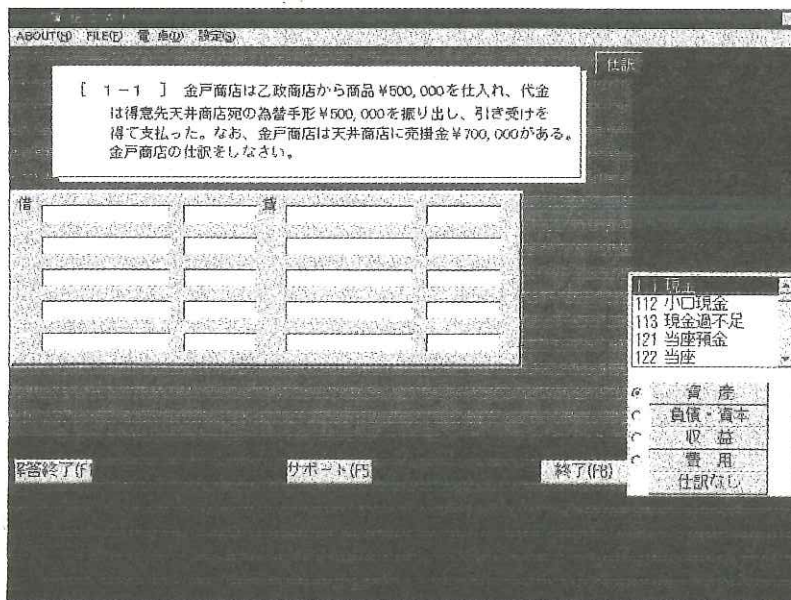 ABOUT(H) FILE(F) 電 卓(D) 設定(S)
仕訳
[ 1-1 ] 金戸商店は乙政商店から商品¥500,000を仕入れ、代金
は得意先天井商店宛の為替手形¥500,000を振り出し、引き受けを
得て支払った。なお、金戸商店は天井商店に売掛金¥700,000がある。
金戸商店の仕訳をしなさい。
借 貸
111 現金
112 小口現金
113 現金過不足
121 当座預金
122 当座
資 産
負債・資本
収 益
費 用
仕訳なし
解答終了(F
サポート(F5
終了(F8)